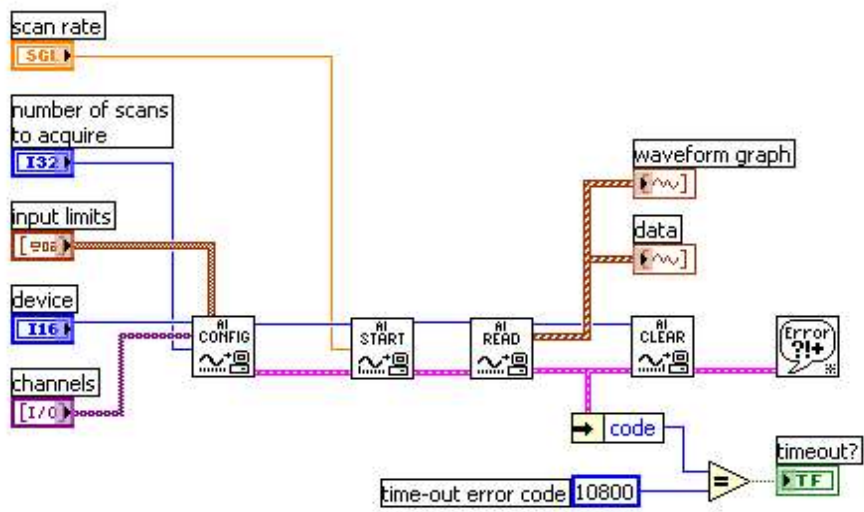 scan rate
SGL
number of scans
to acquire
I32
input limits
device
I16
channels
[I/O]
AI
CONFIG
AI
START
AI
READ
AI
CLEAR
Error
?!+
waveform graph
data
code
timeout?
TF
time-out error code 10800
=